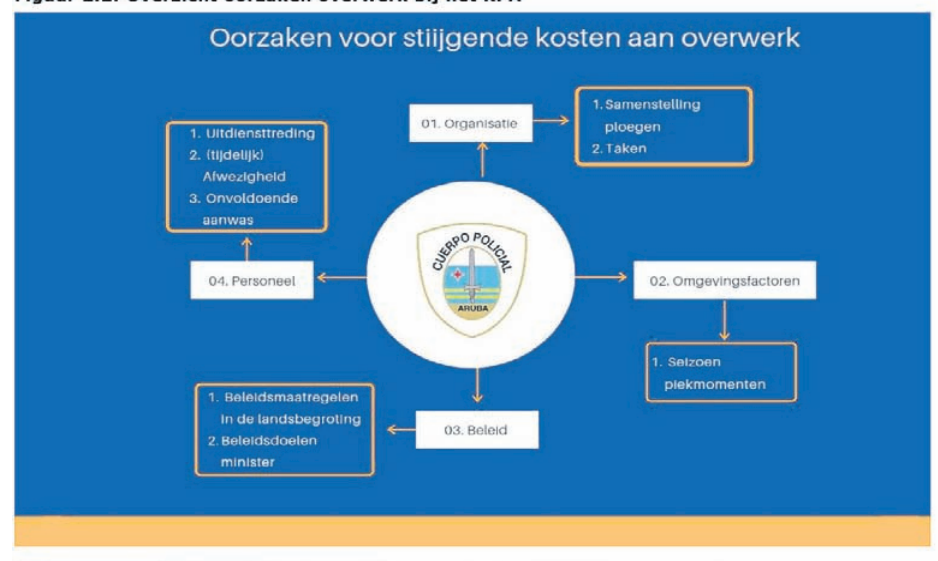 Oorzaken voor stiijgende kosten aan overwerk
01. Organisatie
1. Samenstelling
ploegen
2. Taken
1. Uitdiensttreding
2. (tijdelijk)
Afwezigheid
3. Onvoldoende
aanwas
04. Personeel
CUERPO POLICIAL
ARUBA
02. Omgevingsfactoren
1. Seizoen
piekmomenten
03. Beleid
1. Beleidsmaatregelen
in de landsbegroting
2. Beleidsdoelen
minister